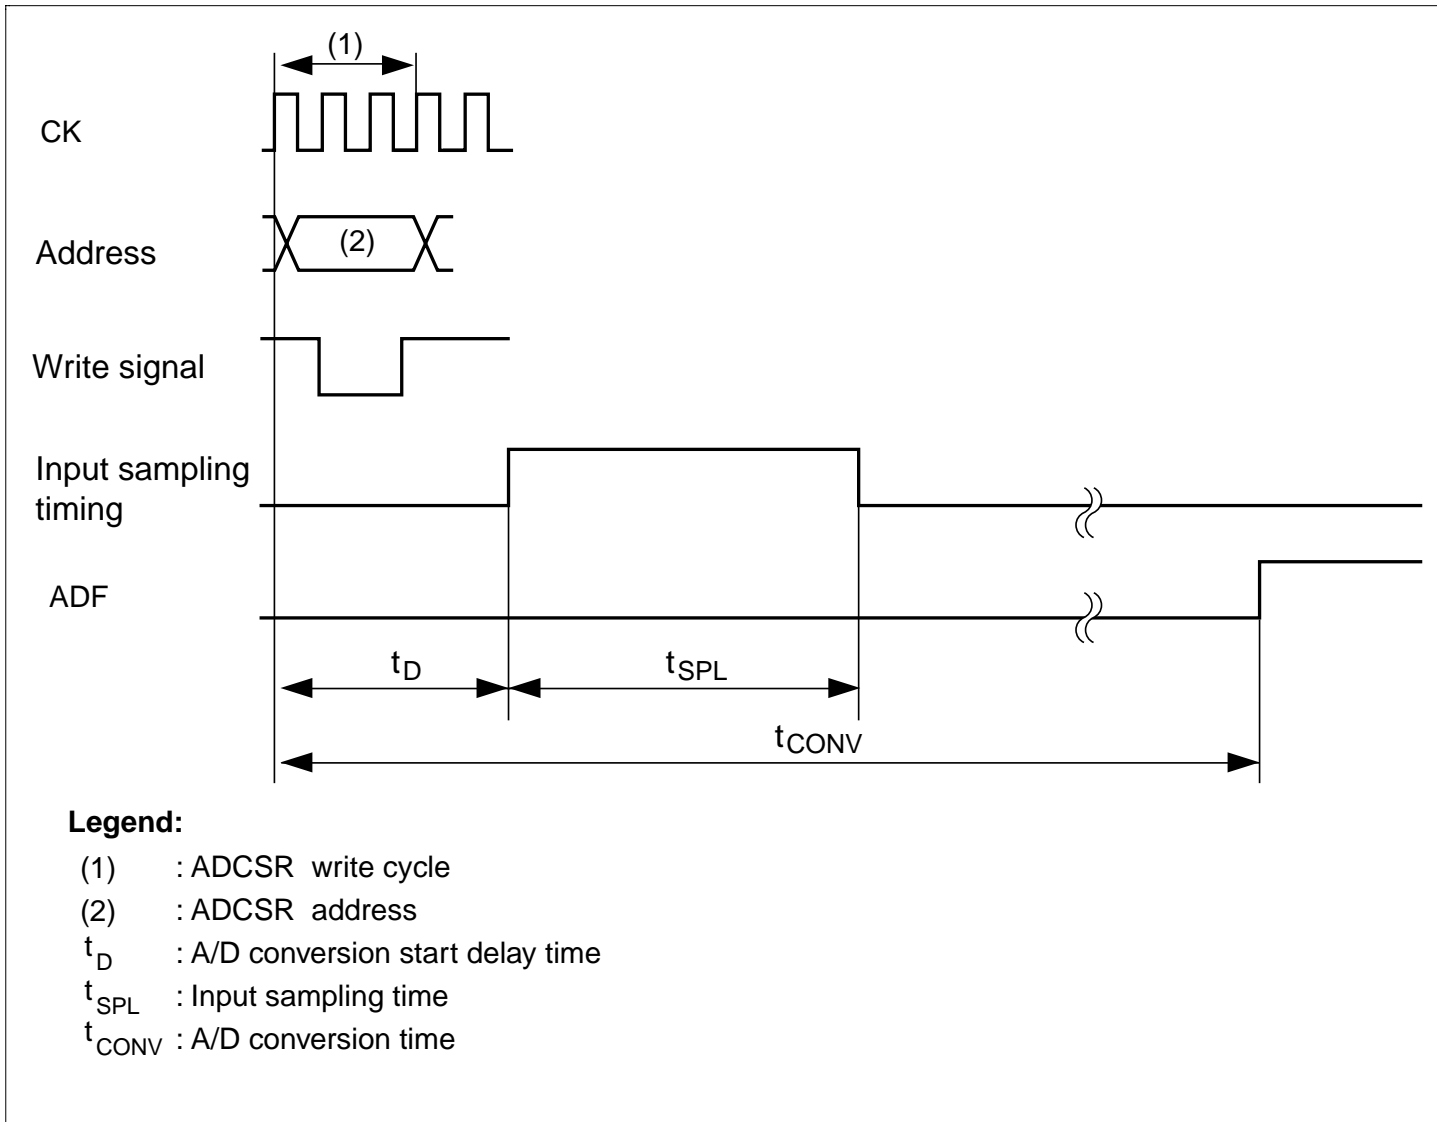 (1)
CK
Address
(2)
Write signal
Input sampling
timing
ADF
tD
tSPL
tCONV
Legend:
(1) : ADCSR write cycle
(2) : ADCSR address
tD : A/D conversion start delay time
tSPL : Input sampling time
tCONV : A/D conversion time